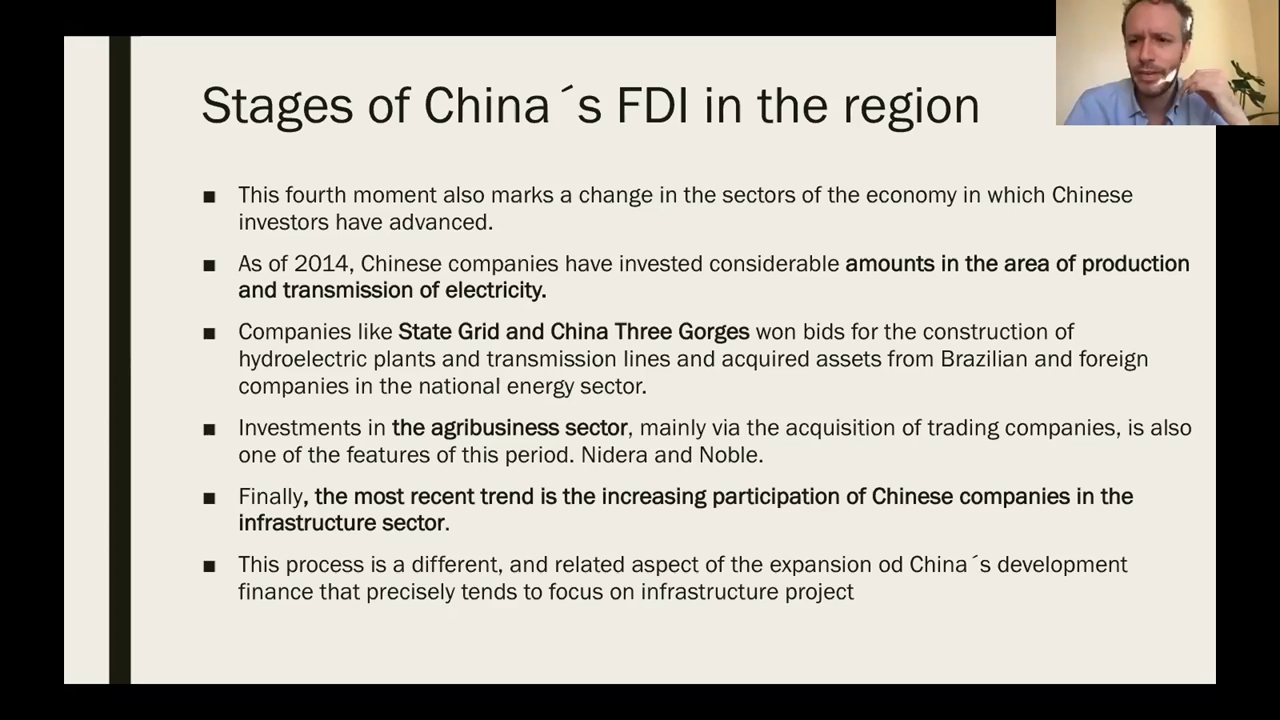 Stages of China´s FDI in the region
■ This fourth moment also marks a change in the sectors of the economy in which Chinese
investors have advanced.
■ As of 2014, Chinese companies have invested considerable amounts in the area of production
and transmission of electricity.
■ Companies like State Grid and China Three Gorges won bids for the construction of
hydroelectric plants and transmission lines and acquired assets from Brazilian and foreign
companies in the national energy sector.
■ Investments in the agribusiness sector, mainly via the acquisition of trading companies, is also
one of the features of this period. Nidera and Noble.
■ Finally, the most recent trend is the increasing participation of Chinese companies in the
infrastructure sector.
■ This process is a different, and related aspect of the expansion od China´s development
finance that precisely tends to focus on infrastructure project